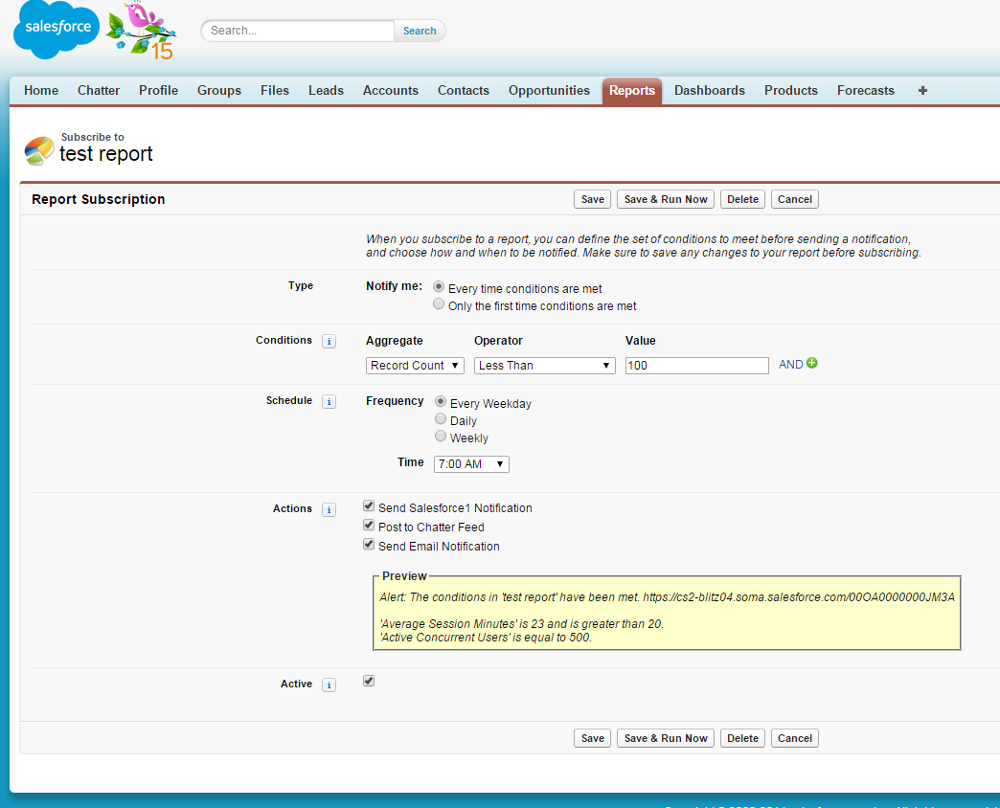 salesforce
15
Search...
Search
Home Chatter Profile Groups Files Leads Accounts Contacts Opportunities Reports Dashboards Products Forecasts +
Subscribe to
test report
Report Subscription
Save Save & Run Now Delete Cancel
When you subscribe to a report, you can define the set of conditions to meet before sending a notification,
and choose how and when to be notified. Make sure to save any changes to your report before subscribing.
Type Notify me: Every time conditions are met
Only the first time conditions are met
Conditions i Aggregate Operator Value
Record Count Less Than 100 AND
Schedule i Frequency Every Weekday
Daily
Weekly
Time 7:00 AM
Actions i Send Salesforce1 Notification
Post to Chatter Feed
Send Email Notification
Preview
Alert: The conditions in 'test report' have been met. https://cs2-blitz04.soma.salesforce.com/00OA0000000JM3A
'Average Session Minutes' is 23 and is greater than 20.
'Active Concurrent Users' is equal to 500.
Active i
Save Save & Run Now Delete Cancel